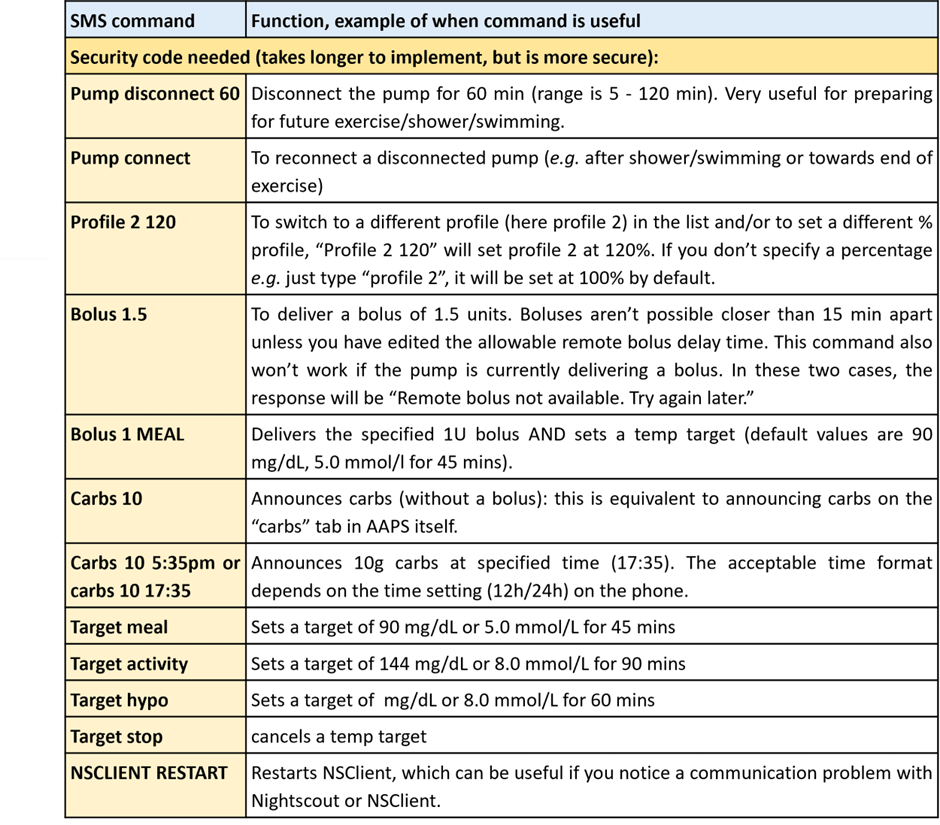 SMS command
Function, example of when command is useful
Security code needed (takes longer to implement, but is more secure):
Pump disconnect 60
Disconnect the pump for 60 min (range is 5 - 120 min). Very useful for preparing
for future exercise/shower/swimming.
Pump connect
To reconnect a disconnected pump (e.g. after shower/swimming or towards end of
exercise)
Profile 2 120
To switch to a different profile (here profile 2) in the list and/or to set a different %
profile, “Profile 2 120” will set profile 2 at 120%. If you don’t specify a percentage
e.g. just type “profile 2”, it will be set at 100% by default.
Bolus 1.5
To deliver a bolus of 1.5 units. Boluses aren’t possible closer than 15 min apart
unless you have edited the allowable remote bolus delay time. This command also
won’t work if the pump is currently delivering a bolus. In these two cases, the
response will be “Remote bolus not available. Try again later.”
Bolus 1 MEAL
Delivers the specified 1U bolus AND sets a temp target (default values are 90
mg/dL, 5.0 mmol/l for 45 mins).
Carbs 10
Announces carbs (without a bolus): this is equivalent to announcing carbs on the
“carbs” tab in AAPS itself.
Carbs 10 5:35pm or
carbs 10 17:35
Announces 10g carbs at specified time (17:35). The acceptable time format
depends on the time setting (12h/24h) on the phone.
Target meal
Sets a target of 90 mg/dL or 5.0 mmol/L for 45 mins
Target activity
Sets a target of 144 mg/dL or 8.0 mmol/L for 90 mins
Target hypo
Sets a target of  mg/dL or 8.0 mmol/L for 60 mins
Target stop
cancels a temp target
NSCLIENT RESTART
Restarts NSClient, which can be useful if you notice a communication problem with
Nightscout or NSClient.